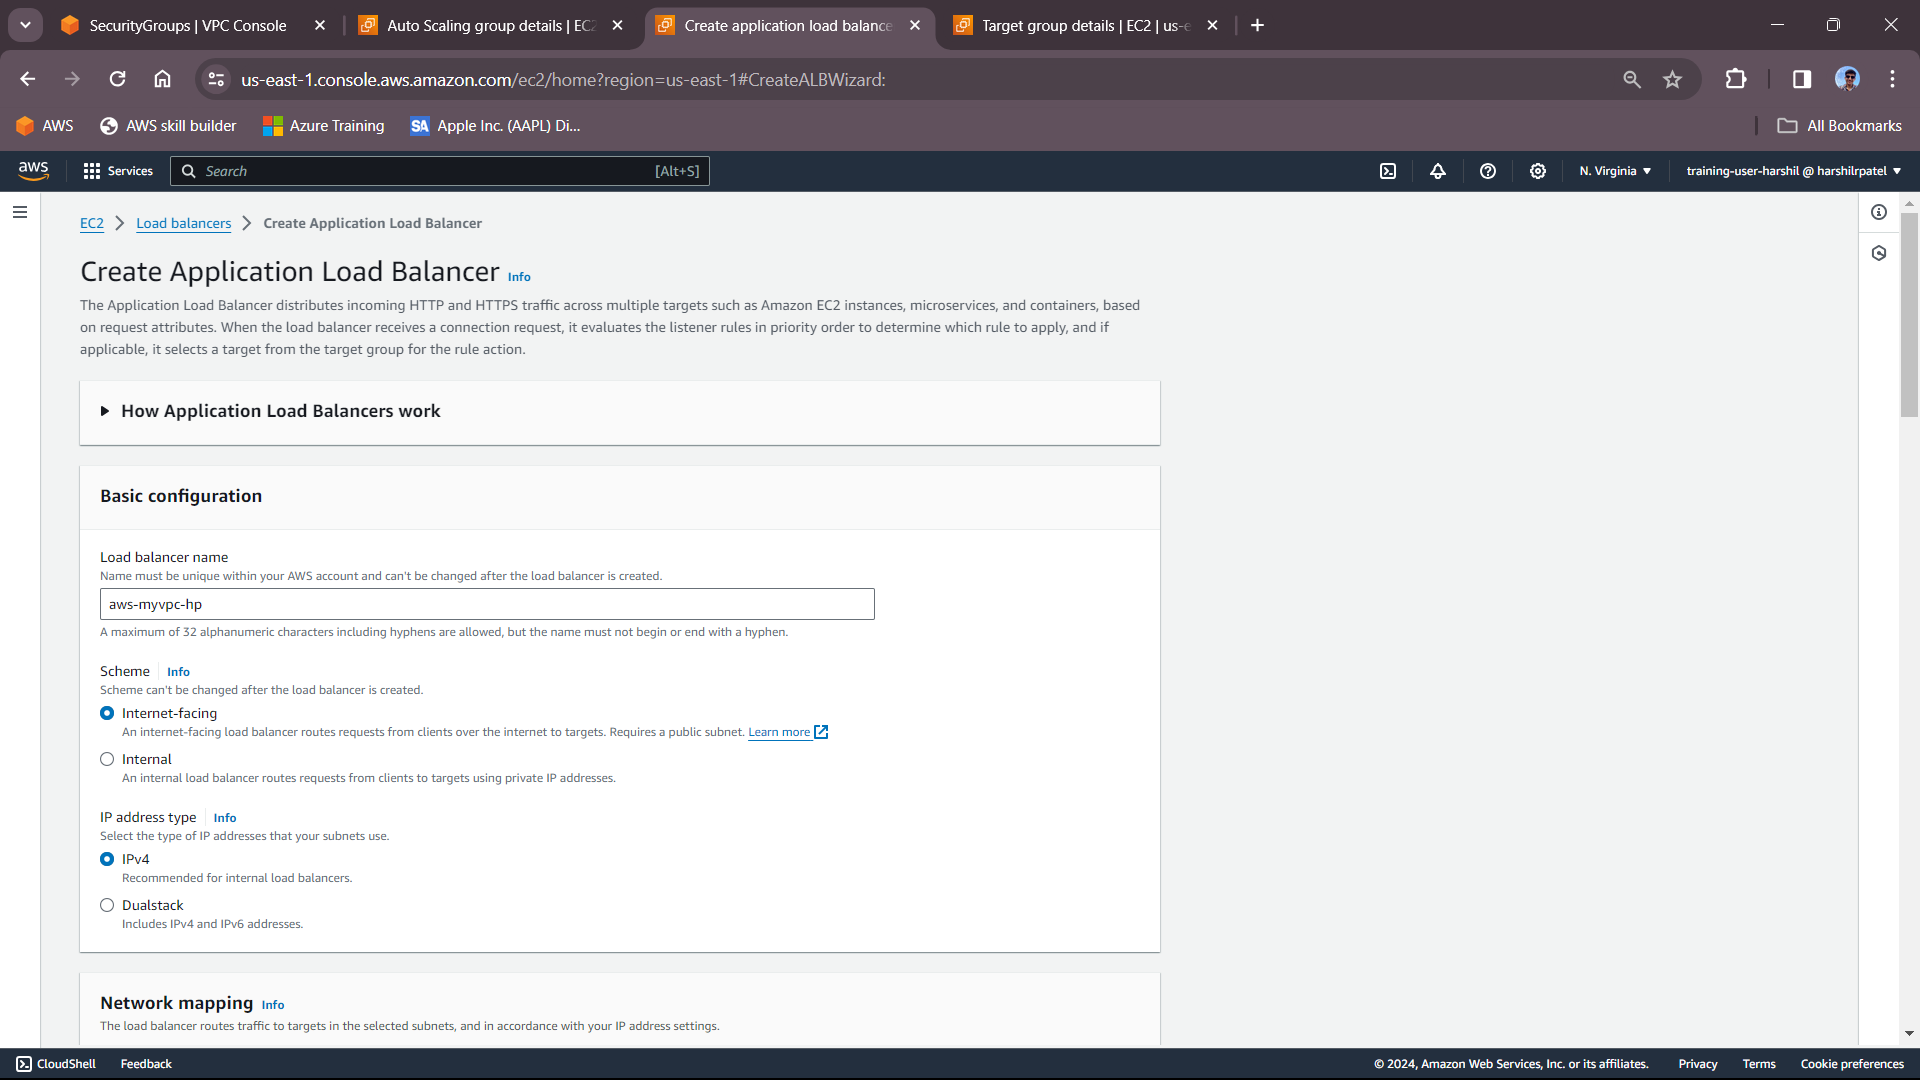 SecurityGroups | VPC Console
Auto Scaling group details | EC2
Create application load balance
Target group details | EC2 | us-e
us-east-1.console.aws.amazon.com/ec2/home?region=us-east-1#CreateALBWizard:
AWS
AWS skill builder
Azure Training
SA
Apple Inc. (AAPL) Di...
All Bookmarks
aws
Services
Search
[Alt+S]
N. Virginia
training-user-harshil @ harshilrpatel
EC2
Load balancers
Create Application Load Balancer
Create Application Load Balancer Info
The Application Load Balancer distributes incoming HTTP and HTTPS traffic across multiple targets such as Amazon EC2 instances, microservices, and containers, based
on request attributes. When the load balancer receives a connection request, it evaluates the listener rules in priority order to determine which rule to apply, and if
applicable, it selects a target from the target group for the rule action.
How Application Load Balancers work
Basic configuration
Load balancer name
Name must be unique within your AWS account and can't be changed after the load balancer is created.
aws-myvpc-hp
A maximum of 32 alphanumeric characters including hyphens are allowed, but the name must not begin or end with a hyphen.
Scheme Info
Scheme can't be changed after the load balancer is created.
Internet-facing
An internet-facing load balancer routes requests from clients over the internet to targets. Requires a public subnet. Learn more
Internal
An internal load balancer routes requests from clients to targets using private IP addresses.
IP address type Info
Select the type of IP addresses that your subnets use.
IPv4
Recommended for internal load balancers.
Dualstack
Includes IPv4 and IPv6 addresses.
Network mapping Info
The load balancer routes traffic to targets in the selected subnets, and in accordance with your IP address settings.
CloudShell
Feedback
© 2024, Amazon Web Services, Inc. or its affiliates.
Privacy
Terms
Cookie preferences